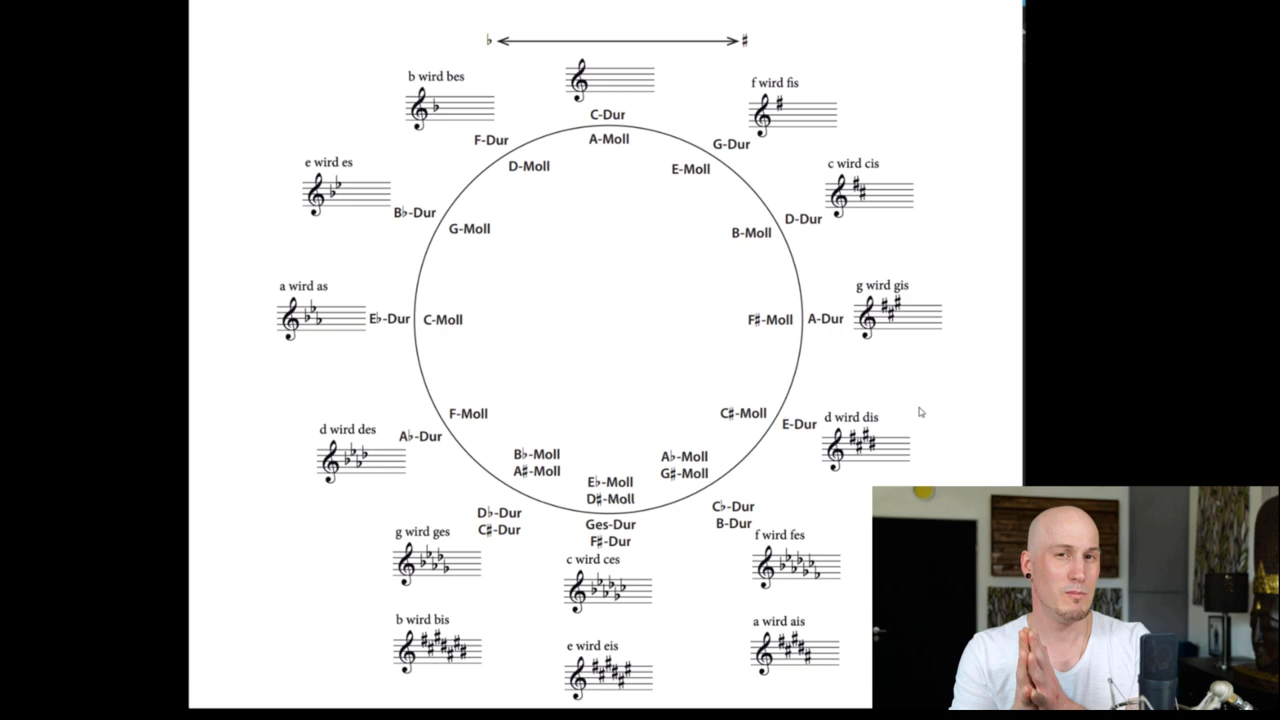 ♭ ♯
b wird bes
f wird fis
C-Dur
F-Dur
A-Moll
G-Dur
D-Moll
E-Moll
e wird es
c wird cis
B♭-Dur
D-Dur
G-Moll
B-Moll
a wird as
g wird gis
E♭-Dur
C-Moll
F♯-Moll
A-Dur
F-Moll
C♯-Moll
d wird des
A♭-Dur
E-Dur
d wird dis
B♭-Moll
A♯-Moll
A♭-Moll
G♯-Moll
E♭-Moll
D♯-Moll
D♭-Dur
C♯-Dur
Ges-Dur
F♯-Dur
C♭-Dur
B-Dur
g wird ges
c wird ces
f wird fes
b wird bis
e wird eis
a wird ais